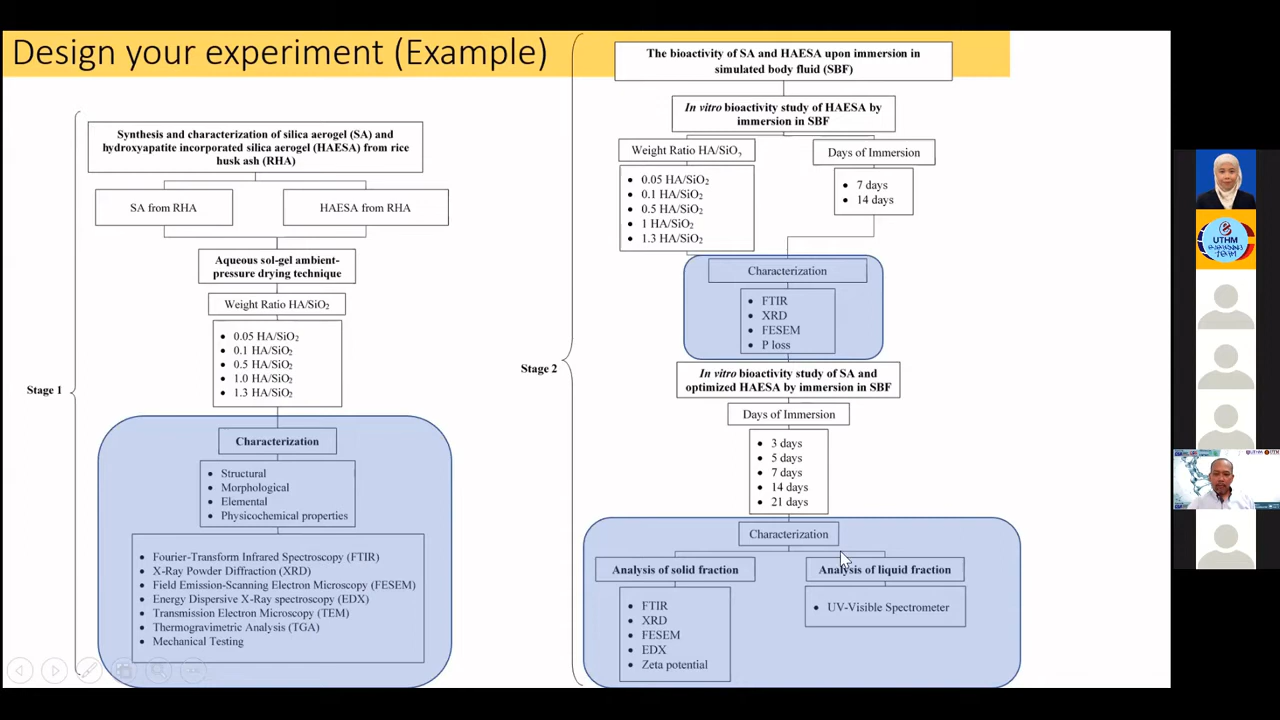 Design your experiment (Example)
Synthesis and characterization of silica aerogel (SA) and
hydroxyapatite incorporated silica aerogel (HAESA) from rice
husk ash (RHA)
SA from RHA
HAESA from RHA
Aqueous sol-gel ambient-
pressure drying technique
Weight Ratio HA/SiO₂
• 0.05 HA/SiO₂
• 0.1 HA/SiO₂
• 0.5 HA/SiO₂
• 1.0 HA/SiO₂
• 1.3 HA/SiO₂
Stage 1
Characterization
• Structural
• Morphological
• Elemental
• Physicochemical properties
• Fourier-Transform Infrared Spectroscopy (FTIR)
• X-Ray Powder Diffraction (XRD)
• Field Emission-Scanning Electron Microscopy (FESEM)
• Energy Dispersive X-Ray spectroscopy (EDX)
• Transmission Electron Microscopy (TEM)
• Thermogravimetric Analysis (TGA)
• Mechanical Testing
The bioactivity of SA and HAESA upon immersion in
simulated body fluid (SBF)
In vitro bioactivity study of HAESA by
immersion in SBF
Weight Ratio HA/SiO₂
• 0.05 HA/SiO₂
• 0.1 HA/SiO₂
• 0.5 HA/SiO₂
• 1 HA/SiO₂
• 1.3 HA/SiO₂
Days of Immersion
• 7 days
• 14 days
Characterization
• FTIR
• XRD
• FESEM
• P loss
Stage 2
In vitro bioactivity study of SA and
optimized HAESA by immersion in SBF
Days of Immersion
• 3 days
• 5 days
• 7 days
• 14 days
• 21 days
Characterization
Analysis of solid fraction
• FTIR
• XRD
• FESEM
• EDX
• Zeta potential
Analysis of liquid fraction
• UV-Visible Spectrometer
UTHM